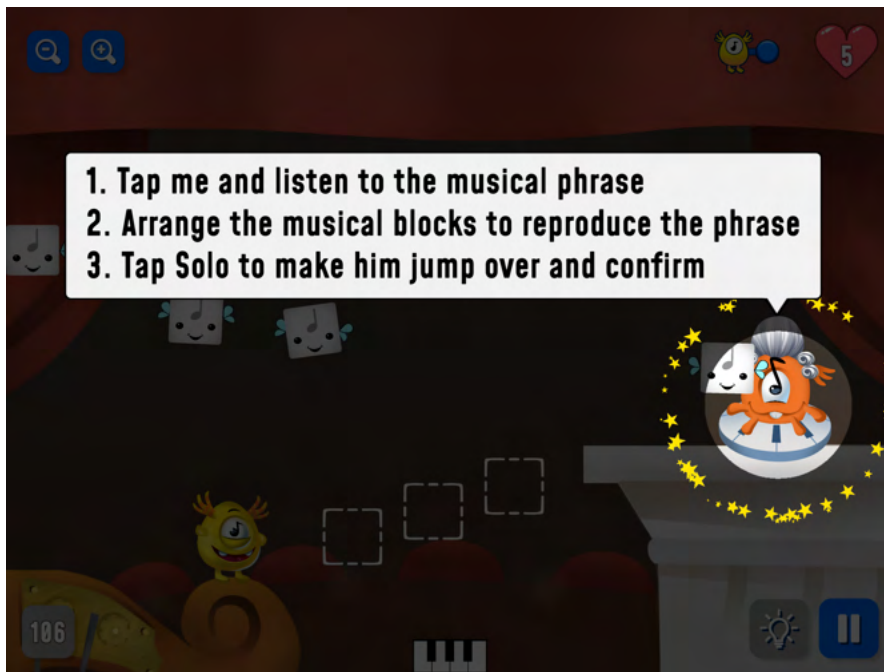 5
1. Tap me and listen to the musical phrase
2. Arrange the musical blocks to reproduce the phrase
3. Tap Solo to make him jump over and confirm
106